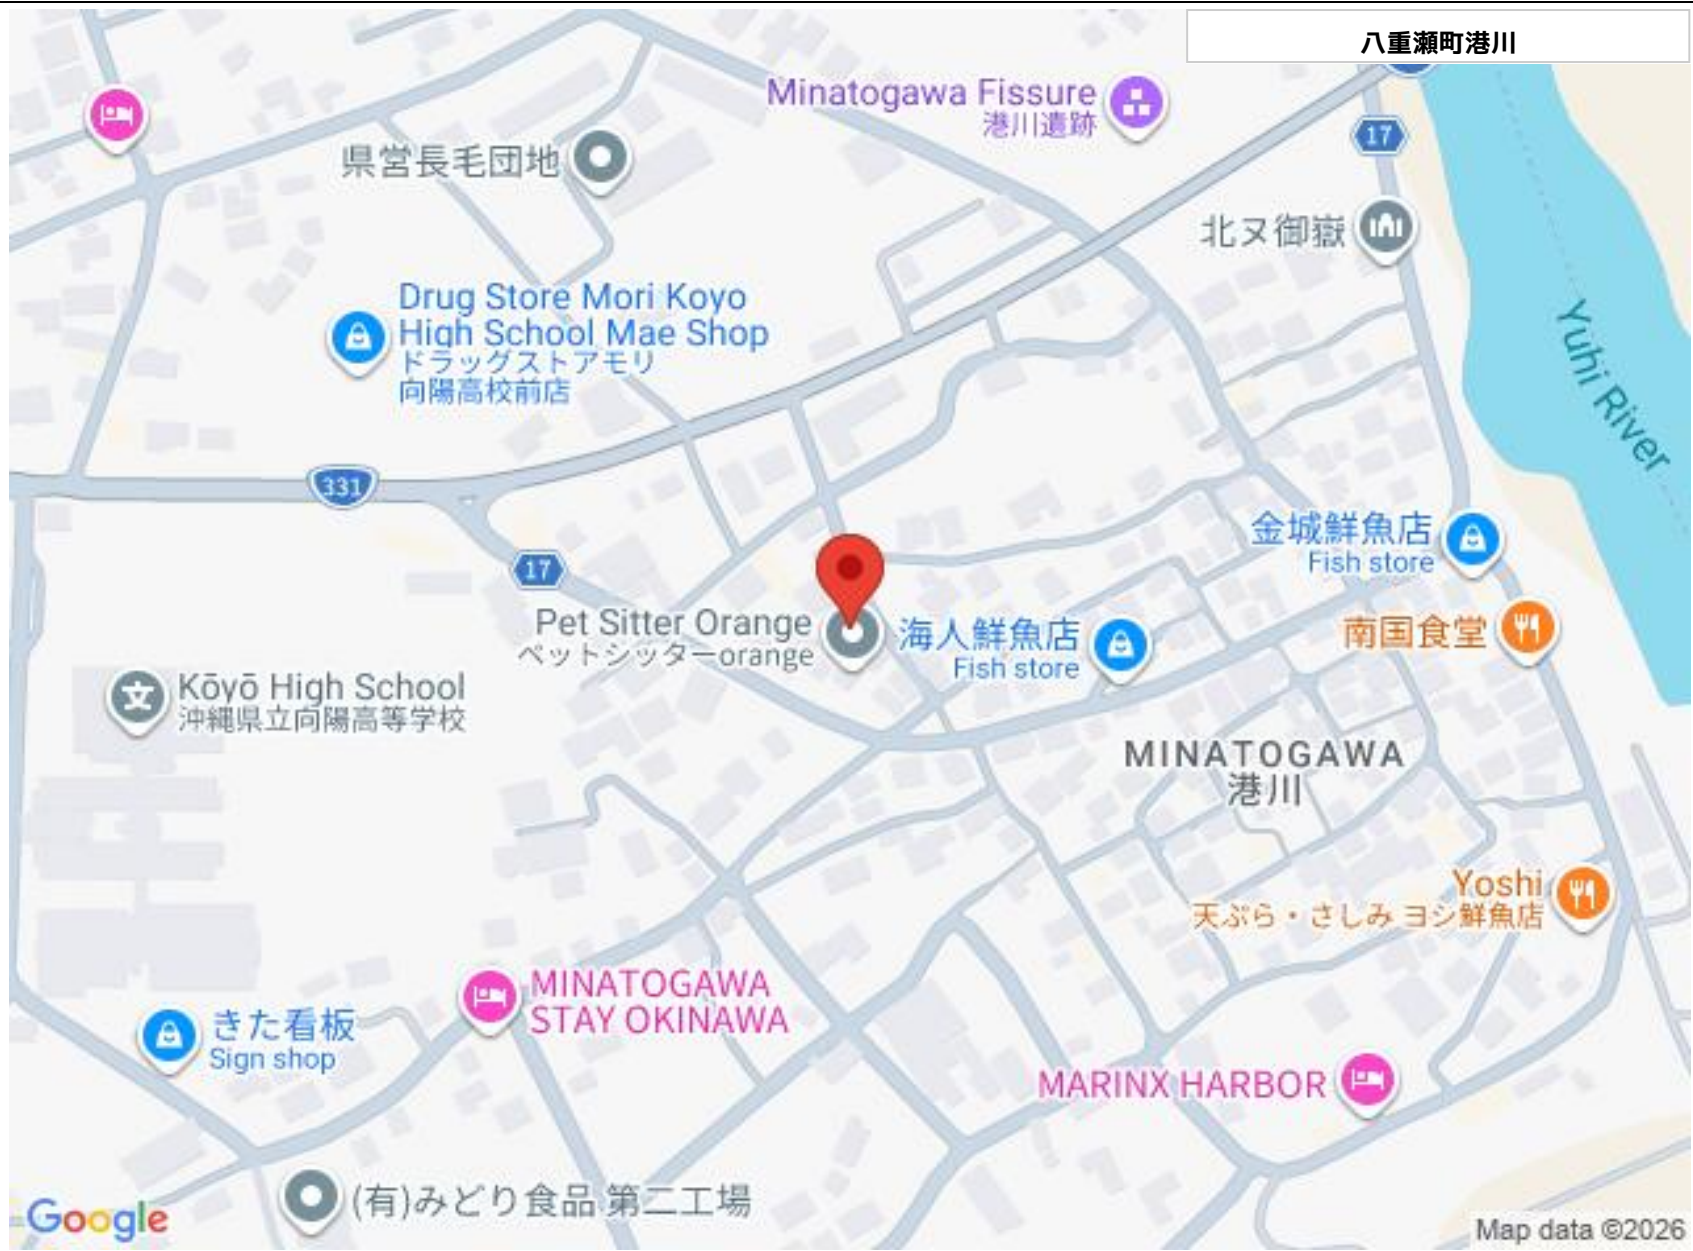 八重瀬町港川
Minatogawa Fissure
港川遺跡
17
県営長毛団地
北ヌ御嶽
Drug Store Mori Koyo
High School Mae Shop
ドラッグストアモリ
向陽高校前店
Yuhi River
331
17
金城鮮魚店
Fish store
Pet Sitter Orange
ペットシッターorange
海人鮮魚店
Fish store
南国食堂
Kōyō High School
沖縄県立向陽高等学校
MINATOGAWA
港川
Yoshi
天ぷら・さしみ ヨシ鮮魚店
MINATOGAWA
STAY OKINAWA
きた看板
Sign shop
MARINX HARBOR
(有)みどり食品 第二工場
Google
Map data ©2026